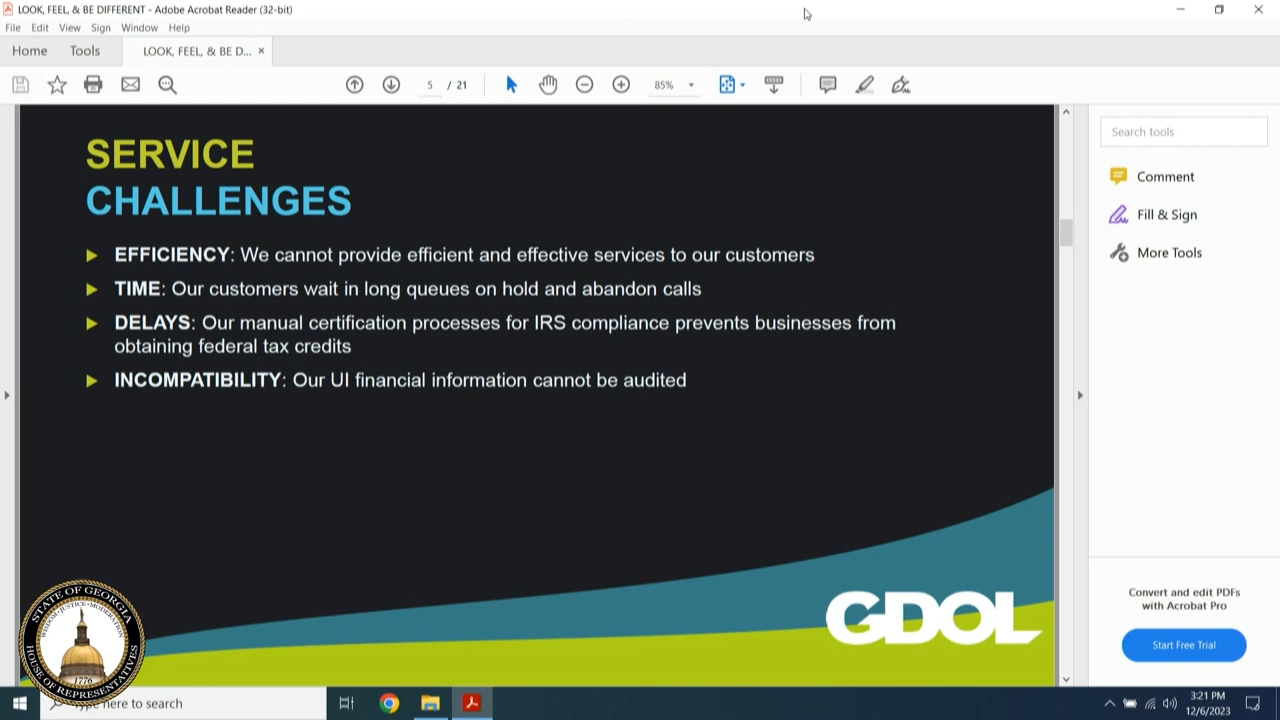 LOOK, FEEL, & BE DIFFERENT - Adobe Acrobat Reader (32-bit)
File Edit View Sign Window Help
Home Tools LOOK, FEEL, & BE D... ×
5 / 21 85%
Search tools
Comment
Fill & Sign
More Tools
SERVICE
CHALLENGES
EFFICIENCY: We cannot provide efficient and effective services to our customers
TIME: Our customers wait in long queues on hold and abandon calls
DELAYS: Our manual certification processes for IRS compliance prevents businesses from
obtaining federal tax credits
INCOMPATIBILITY: Our UI financial information cannot be audited
GDOL
Convert and edit PDFs
with Acrobat Pro
Start Free Trial
STATE OF GEORGIA
WISDOM JUSTICE MODERATION
1776
HOUSE OF REPRESENTATIVES
here to search
3:21 PM
12/6/2023